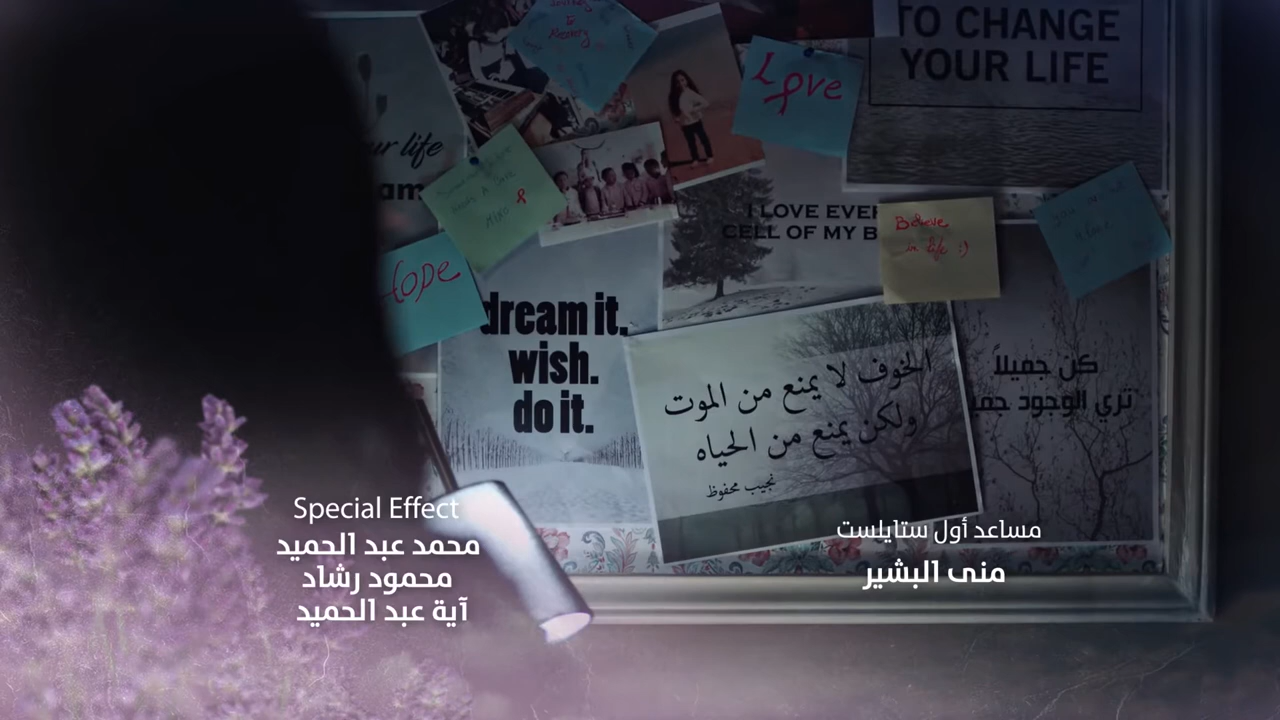 TO CHANGE
YOUR LIFE
Love
ur life
am
I LOVE EVER
CELL OF MY B
Believe
in life :)
Hope
dream it.
wish.
do it.
الخوف لا يمنع من الموت
ولكن يمنع من الحياه
نجيب محفوظ
كن جميلاً
تري الوجود جمي
Special Effect
محمد عبد الحميد
محمود رشاد
آية عبد الحميد
مساعد أول ستايلست
منى البشير